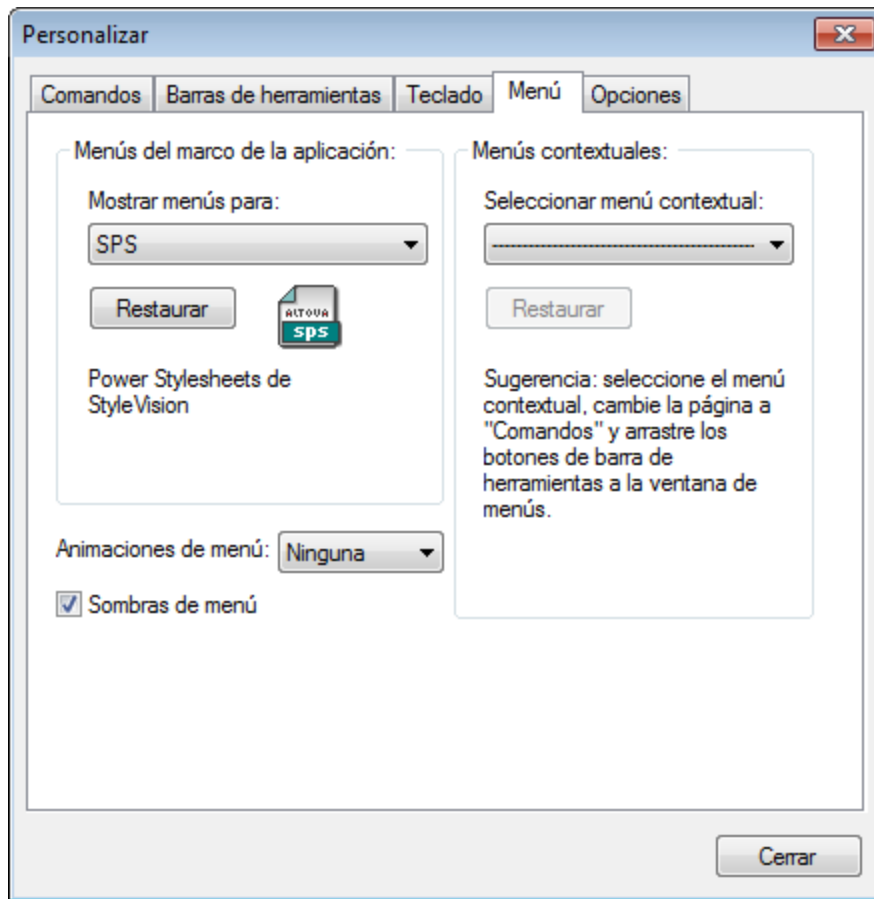 Personalizar
Comandos
Barras de herramientas
Teclado
Menú
Opciones
Menús del marco de la aplicación:
Mostrar menús para:
SPS
Restaurar
ALTOVA
sps
Power Stylesheets de
StyleVision
Menús contextuales:
Seleccionar menú contextual:
Restaurar
Sugerencia: seleccione el menú
contextual, cambie la página a
"Comandos" y arrastre los
botones de barra de
herramientas a la ventana de
menús.
Animaciones de menú:
Ninguna
Sombras de menú
Cerrar